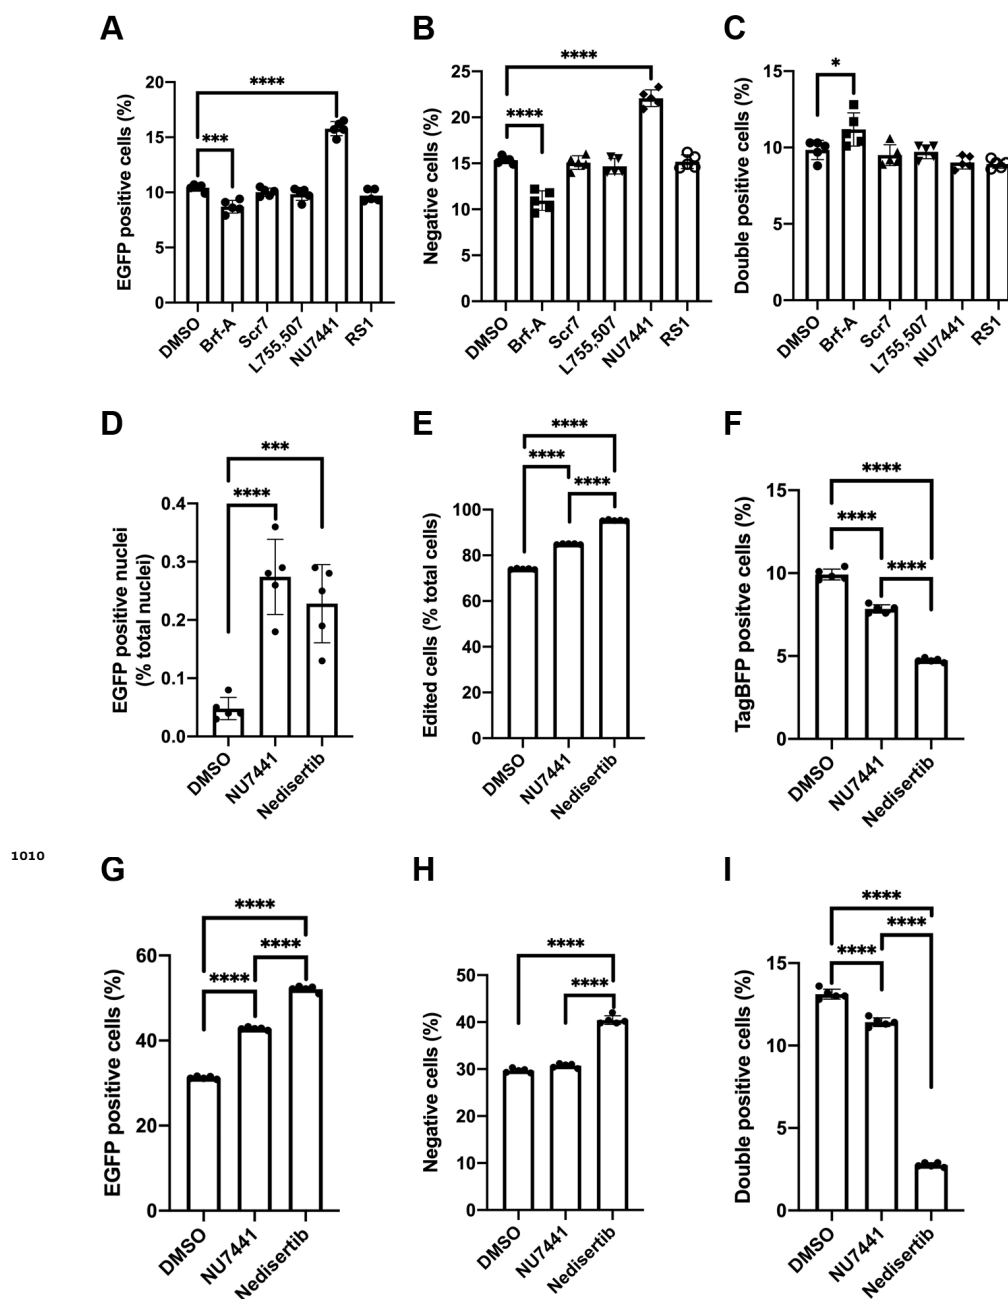 A
B
C
EGFP positive cells (%)
20
15
10
5
0
****
***
DMSO
Brf-A
Scr7
L755,507
NU7441
RS1
Negative cells (%)
25
20
15
10
5
0
****
****
DMSO
Brf-A
Scr7
L755,507
NU7441
RS1
Double positive cells (%)
15
10
5
0
*
DMSO
Brf-A
Scr7
L755,507
NU7441
RS1
D
E
F
EGFP positive nuclei
(% total nuclei)
0.4
0.3
0.2
0.1
0.0
***
****
DMSO
NU7441
Nedisertib
Edited cells (% total cells)
100
80
60
40
20
0
****
****
****
DMSO
NU7441
Nedisertib
TagBFP positve cells (%)
15
10
5
0
****
****
****
DMSO
NU7441
Nedisertib
1010
G
H
I
EGFP positive cells (%)
60
40
20
0
****
****
****
DMSO
NU7441
Nedisertib
Negative cells (%)
50
40
30
20
10
0
****
****
DMSO
NU7441
Nedisertib
Double positive cells (%)
15
10
5
0
****
****
****
DMSO
NU7441
Nedisertib